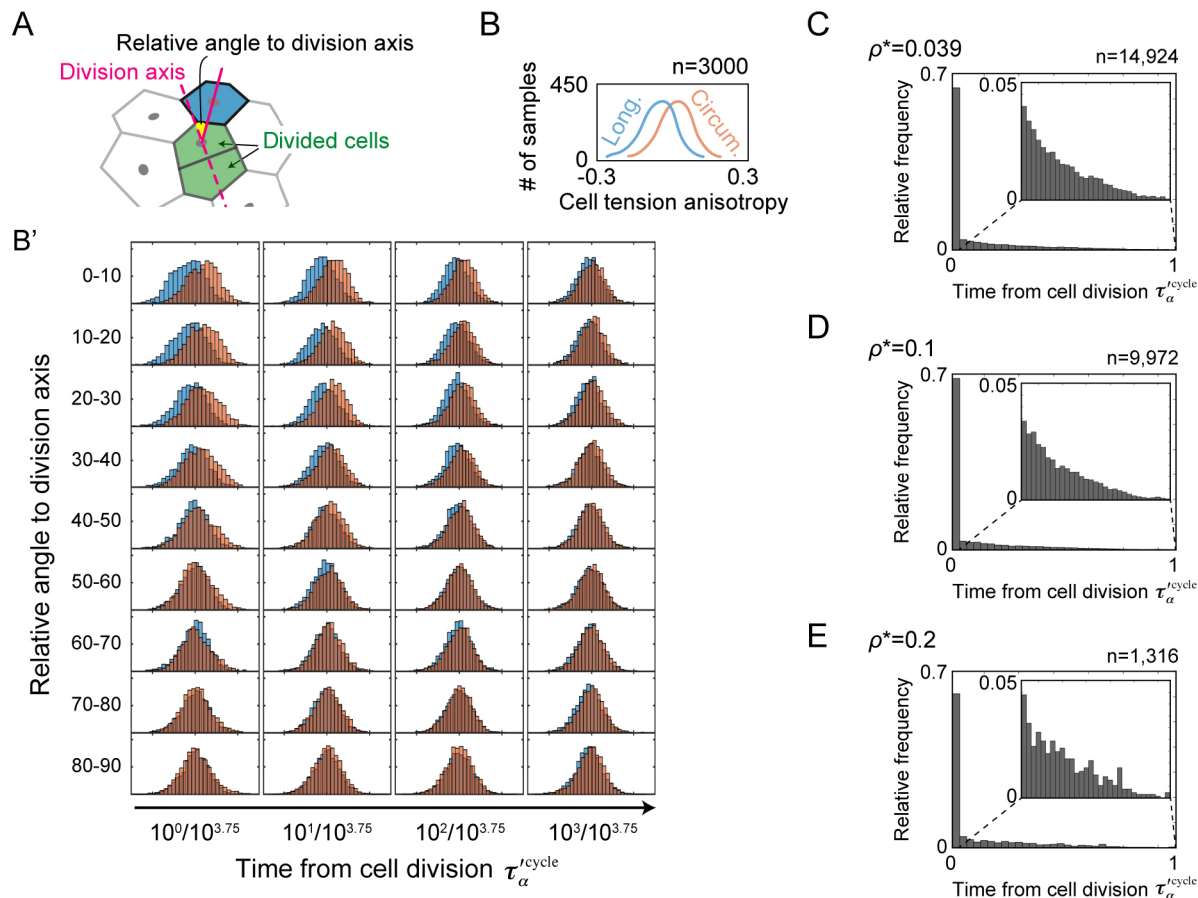 A
Relative angle to division axis
Division axis
Divided cells
B
n=3000
# of samples
450
0
Long.
Circum.
-0.3
0.3
Cell tension anisotropy
B’
Relative angle to division axis
0-10
10-20
20-30
30-40
40-50
50-60
60-70
70-80
80-90
10⁰/10³·⁷⁵
10¹/10³·⁷⁵
10²/10³·⁷⁵
10³/10³·⁷⁵
Time from cell division τ′αcycle
C
ρ*=0.039
n=14,924
Relative frequency
0.7
0
0.05
0
0
1
Time from cell division τ′αcycle
D
ρ*=0.1
n=9,972
Relative frequency
0.7
0
0.05
0
0
1
Time from cell division τ′αcycle
E
ρ*=0.2
n=1,316
Relative frequency
0.7
0
0.05
0
0
1
Time from cell division τ′αcycle